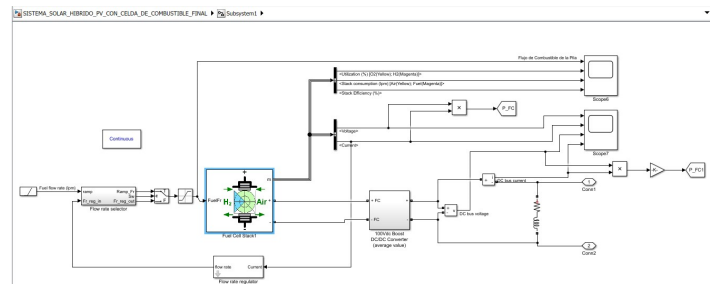 SISTEMA_SOLAR_HIBRIDO_PV_CON_CELDA_DE_COMBUSTIBLE_FINAL
Subsystem1
Flujo de Combustible de la Pila
<Utilization (%) [O2(Yellow); H2(Magenta)]>
<Stack consumption (lpm) [Air(Yellow); Fuel(Magenta)]>
<Stack Efficiency (%)>
Scope6
Continuous
P_FC
<Voltage>
<Current>
Scope7
-K-
P_FC1
Fuel flow rate (lpm)
ramp
Fr_reg_in
Ramp_Fr
Sw
Fr_reg_out
T
F
Flow rate selector
FuelFr
H2
Air
m
+
-
Fuel Cell Stack1
+ FC
- FC
100Vdc Boost
DC/DC Converter
(average value)
DC bus current
DC bus voltage
1
Conn1
2
Conn2
flow rate
Current
Flow rate regulator